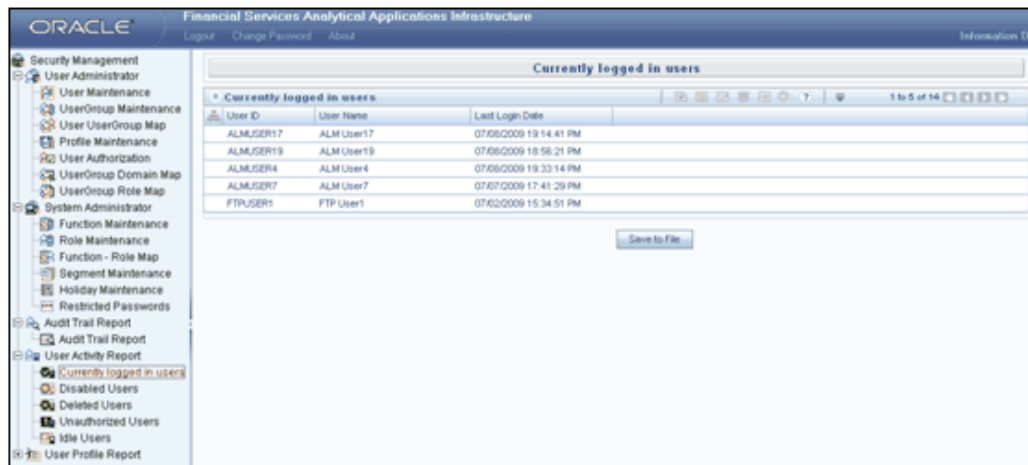 ORACLE
Financial Services Analytical Applications Infrastructure
Logout Change Password About
Information D
Security Management
User Administrator
User Maintenance
UserGroup Maintenance
User UserGroup Map
Profile Maintenance
User Authorization
UserGroup Domain Map
UserGroup Role Map
System Administrator
Function Maintenance
Role Maintenance
Function - Role Map
Segment Maintenance
Holiday Maintenance
Restricted Passwords
Audit Trail Report
Audit Trail Report
User Activity Report
Currently logged in users
Disabled Users
Deleted Users
Unauthorized Users
Idle Users
User Profile Report
Currently logged in users
Currently logged in users
1 to 5 of 14
User ID User Name Last Login Date
ALMUSER17 ALM User17 07/08/2009 19:14:41 PM
ALMUSER19 ALM User19 07/08/2009 18:56:21 PM
ALMUSER4 ALM User4 07/08/2009 19:33:14 PM
ALMUSER7 ALM User7 07/07/2009 17:41:29 PM
FTPUSER1 FTP User1 07/02/2009 15:34:51 PM
Save to File